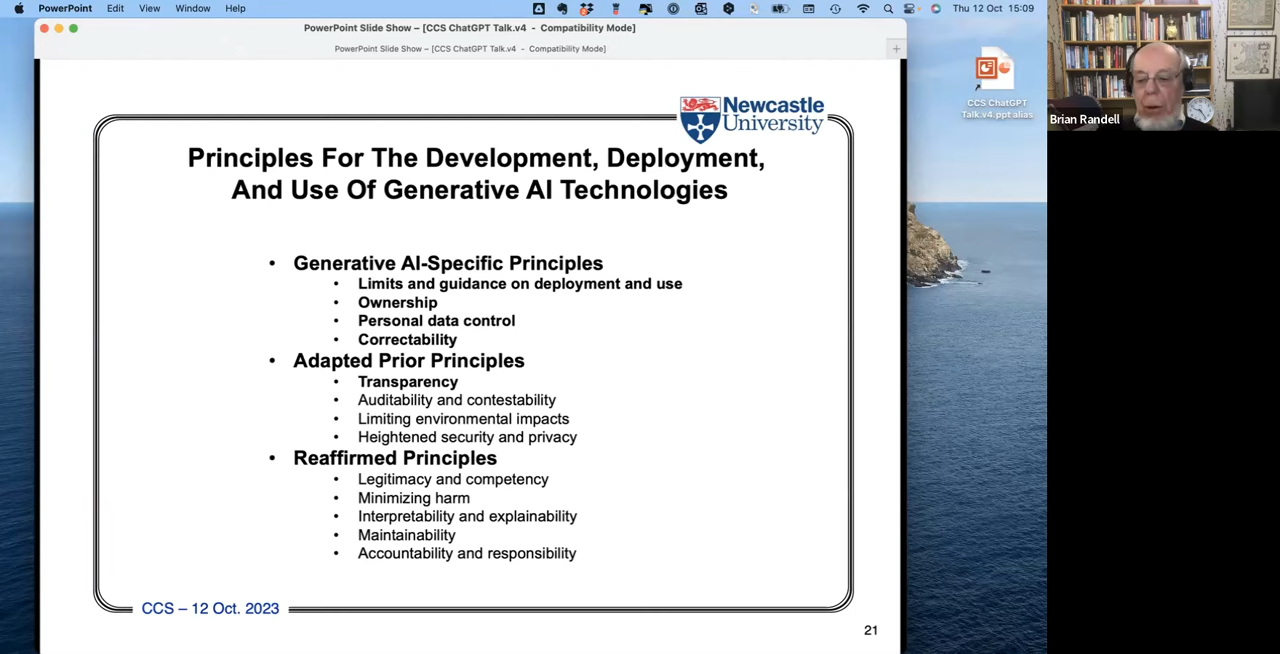 PowerPoint Edit View Window Help Thu 12 Oct 15:09
PowerPoint Slide Show – [CCS ChatGPT Talk.v4 - Compatibility Mode]
PowerPoint Slide Show – [CCS ChatGPT Talk.v4 - Compatibility Mode]
Newcastle
University
Principles For The Development, Deployment,
And Use Of Generative AI Technologies
• Generative AI-Specific Principles
• Limits and guidance on deployment and use
• Ownership
• Personal data control
• Correctability
• Adapted Prior Principles
• Transparency
• Auditability and contestability
• Limiting environmental impacts
• Heightened security and privacy
• Reaffirmed Principles
• Legitimacy and competency
• Minimizing harm
• Interpretability and explainability
• Maintainability
• Accountability and responsibility
CCS – 12 Oct. 2023
21
CCS ChatGPT
Talk.v4.ppt alias
Brian Randell